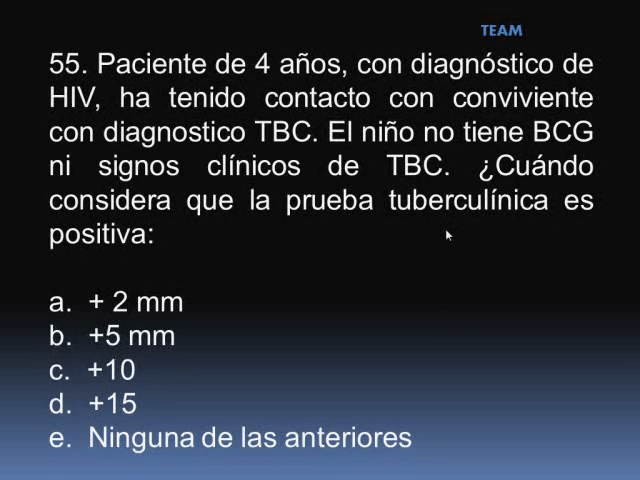 TEAM
55. Paciente de 4 años, con diagnóstico de
HIV, ha tenido contacto con conviviente
con diagnostico TBC. El niño no tiene BCG
ni signos clínicos de TBC. ¿Cuándo
considera que la prueba tuberculínica es
positiva:
a. + 2 mm
b. +5 mm
c. +10
d. +15
e. Ninguna de las anteriores